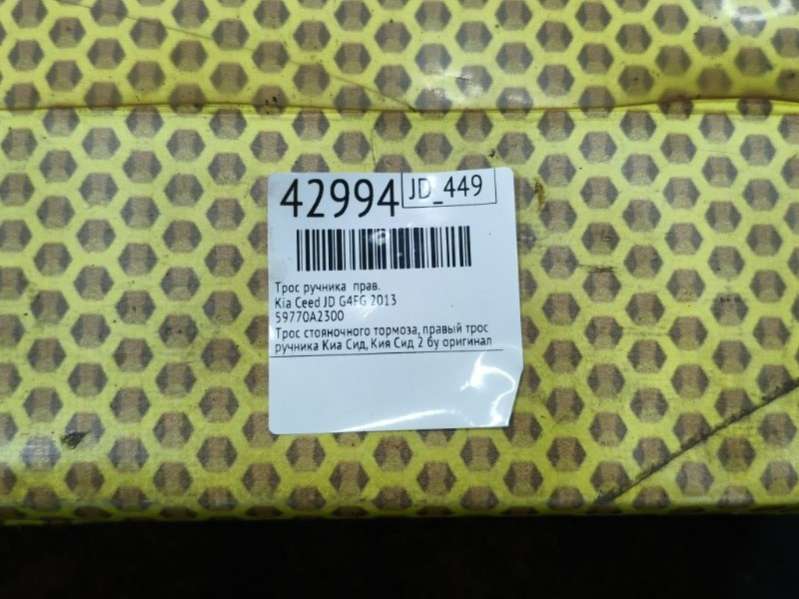 42994 JD_449
Трос ручника прав.
Kia Ceed JD G4FG 2013
59770A2300
Трос стояночного тормоза, правый трос
ручника Киа Сид, Кия Сид 2 бу оригинал